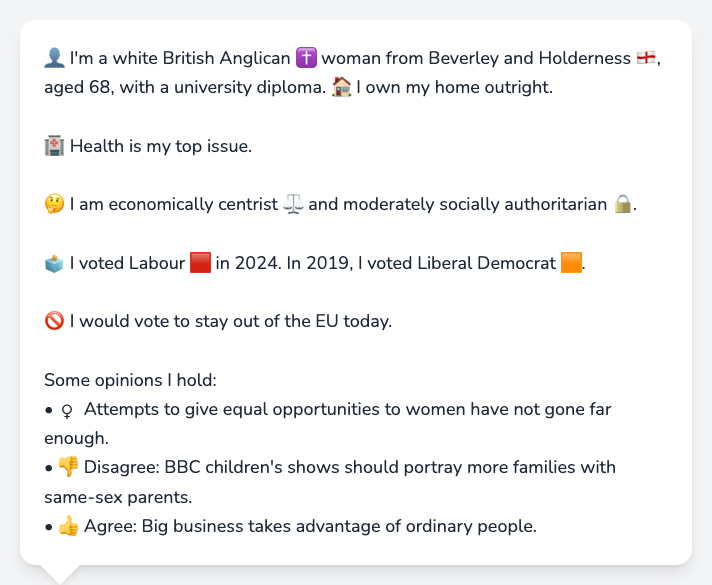 👤 I'm a white British Anglican ✝️ woman from Beverley and Holderness 🏴󠁧󠁢󠁥󠁮󠁧󠁿,
aged 68, with a university diploma. 🏠 I own my home outright.
🏥 Health is my top issue.
🤔 I am economically centrist ⚖️ and moderately socially authoritarian 🔒.
🗳️ I voted Labour 🟥 in 2024. In 2019, I voted Liberal Democrat 🟧.
🚫 I would vote to stay out of the EU today.
Some opinions I hold:
• ♀ Attempts to give equal opportunities to women have not gone far
enough.
• 👎 Disagree: BBC children's shows should portray more families with
same-sex parents.
• 👍 Agree: Big business takes advantage of ordinary people.